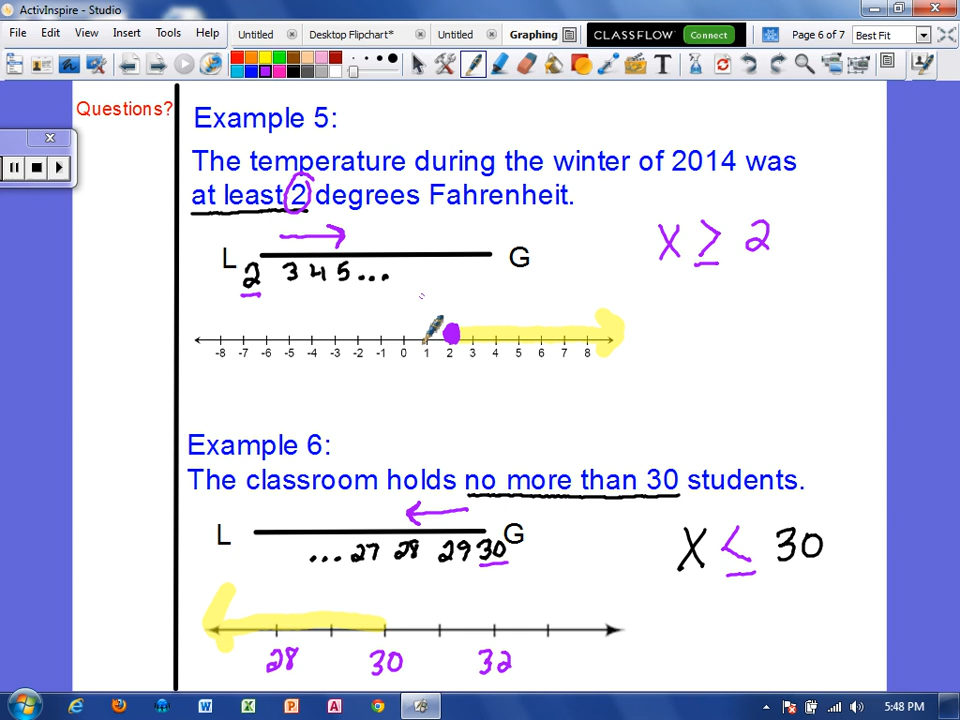 ActivInspire - Studio
File Edit View Insert Tools Help Untitled Desktop Flipchart* Untitled Graphing CLASSFLOW Connect Page 6 of 7 Best Fit
Questions?
Example 5:
The temperature during the winter of 2014 was
at least 2 degrees Fahrenheit.
X ≥ 2
L G
2 3 4 5 ...
-8 -7 -6 -5 -4 -3 -2 -1 0 1 2 3 4 5 6 7 8
Example 6:
The classroom holds no more than 30 students.
L G
... 27 28 29 30
X ≤ 30
28 30 32
5:48 PM